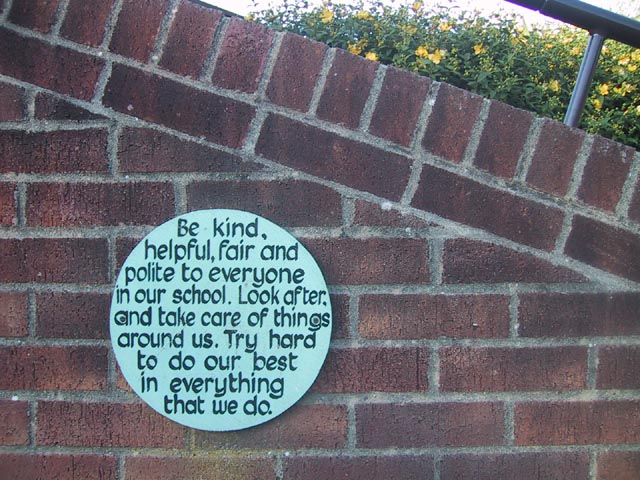 Be kind,
helpful, fair and
polite to everyone
in our school. Look after
and take care of things
around us. Try hard
to do our best
in everything
that we do.